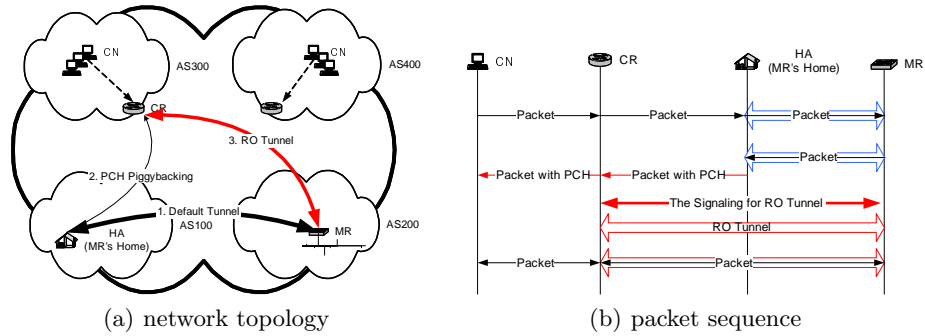 CN
AS300
CN
AS400
CR
3. RO Tunnel
2. PCH Piggybacking
1. Default Tunnel
AS100
HA
(MR's Home)
MR
AS200
(a) network topology
CN
CR
HA
(MR's Home)
MR
Packet
Packet
Packet
Packet
Packet with PCH
Packet with PCH
The Signaling for RO Tunnel
RO Tunnel
Packet
Packet
(b) packet sequence